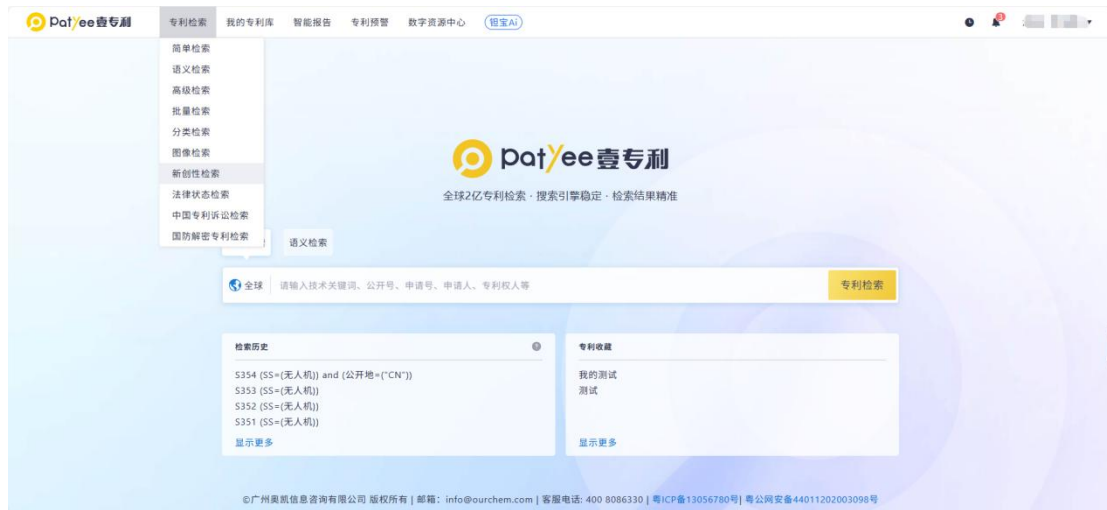 patyee壹专利 专利检索 我的专利库 智能报告 专利预警 数字资源中心 钽宝Ai 3
简单检索
语义检索
高级检索
批量检索
分类检索
图像检索
新创性检索
法律状态检索
中国专利诉讼检索
国防解密专利检索
patyee壹专利
全球2亿专利检索 · 搜索引擎稳定 · 检索结果精准
语义检索
全球 请输入技术关键词、公开号、申请号、申请人、专利权人等 专利检索
检索历史
S354 (SS=(无人机)) and (公开地=("CN"))
S353 (SS=(无人机))
S352 (SS=(无人机))
S351 (SS=(无人机))
显示更多
专利收藏
我的测试
测试
显示更多
©广州奥凯信息咨询有限公司 版权所有 | 邮箱：info@ourchem.com | 客服电话: 400 8086330 | 粤ICP备13056780号| 粤公网安备44011202003098号